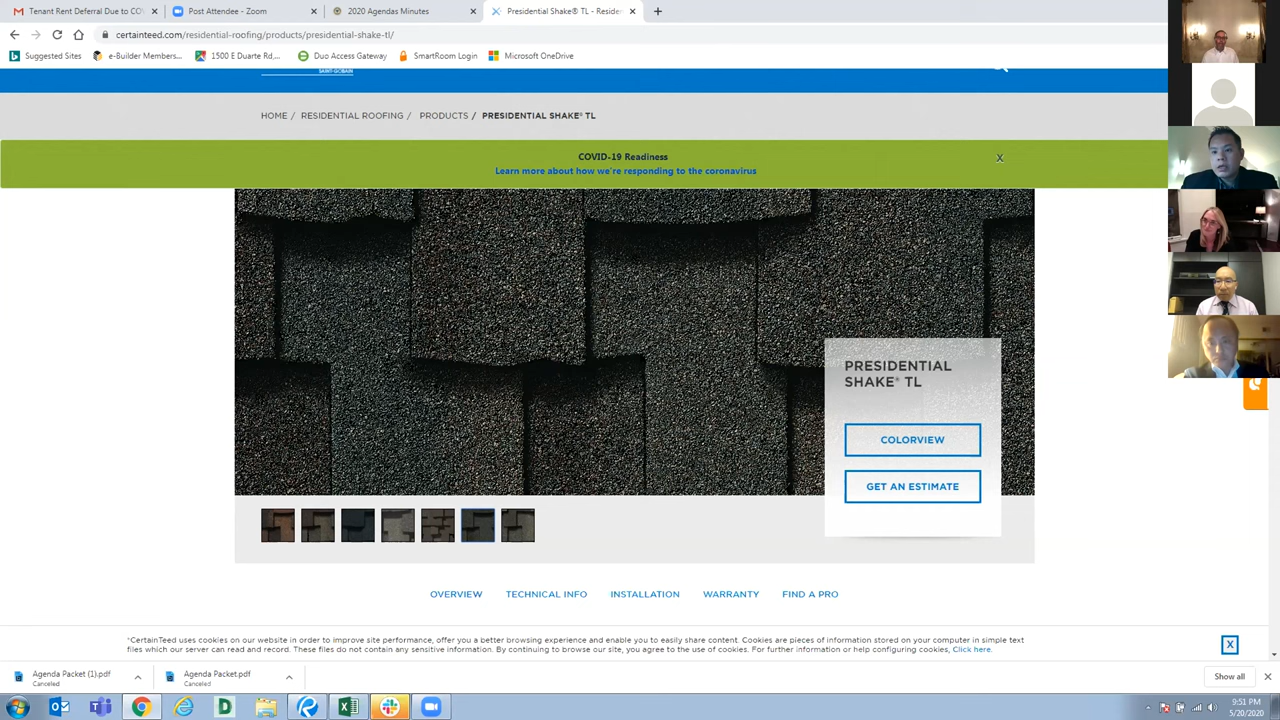 Tenant Rent Deferral Due to CO
Post Attendee - Zoom
2020 Agendas Minutes
Presidential Shake® TL - Reside
certainteed.com/residential-roofing/products/presidential-shake-tl/
Suggested Sites
e-Builder Members...
1500 E Duarte Rd,...
Duo Access Gateway
SmartRoom Login
Microsoft OneDrive
SAINT-GOBAIN
HOME / RESIDENTIAL ROOFING / PRODUCTS / PRESIDENTIAL SHAKE® TL
COVID-19 Readiness
X
Learn more about how we're responding to the coronavirus
PRESIDENTIAL
SHAKE® TL
COLORVIEW
GET AN ESTIMATE
OVERVIEW
TECHNICAL INFO
INSTALLATION
WARRANTY
FIND A PRO
*CertainTeed uses cookies on our website in order to improve site performance, offer you a better browsing experience and enable you to easily share content. Cookies are pieces of information stored on your computer in simple text
files which our server can read and record. These files do not contain any sensitive information. By continuing to browse our site, you agree to the use of cookies. For further information or help configuring cookies, Click here.
X
Agenda Packet (1).pdf
Canceled
Agenda Packet.pdf
Canceled
Show all
9:51 PM
5/20/2020